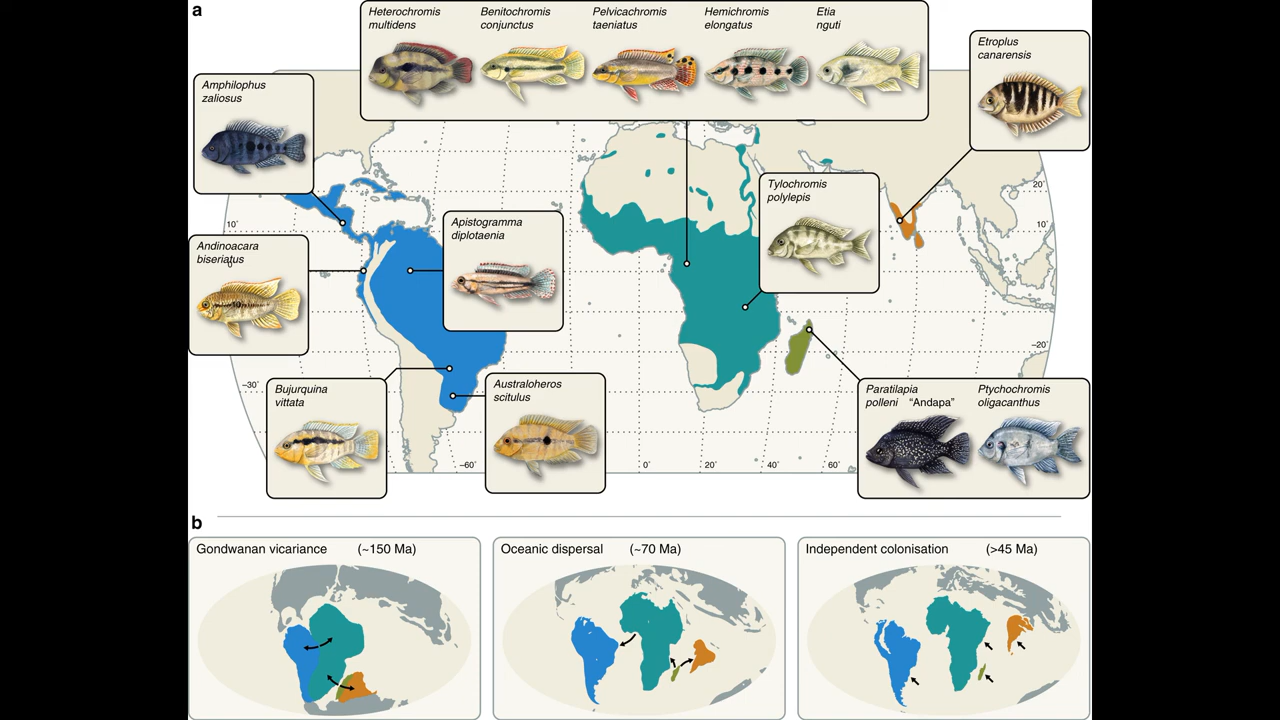 a
Heterochromis
multidens
Benitochromis
conjunctus
Pelvicachromis
taeniatus
Hemichromis
elongatus
Etia
nguti
Etroplus
canarensis
Amphilophus
zaliosus
Tylochromis
polylepis
20°
10°
10°
Apistogramma
diplotaenia
Andinoacara
biseriatus
–20°
–30°
Bujurquina
vittata
Australoheros
scitulus
Paratilapia
polleni “Andapa”
Ptychochromis
oligacanthus
–60°
0°
20°
40°
60°
b
Gondwanan vicariance (~150 Ma)
Oceanic dispersal (~70 Ma)
Independent colonisation (>45 Ma)